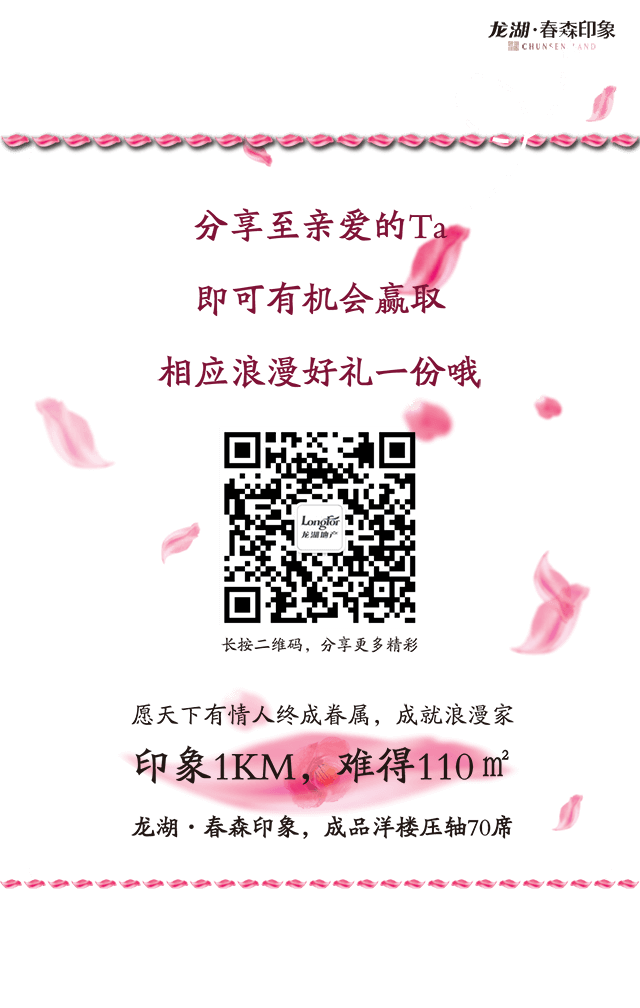 龙湖·春森印象
CHUNSEN LAND
分享至亲爱的Ta
即可有机会赢取
相应浪漫好礼一份哦
Longfor
龙湖地产
长按二维码，分享更多精彩
愿天下有情人终成眷属，成就浪漫家
印象1KM，难得110㎡
龙湖·春森印象，成品洋楼压轴70席